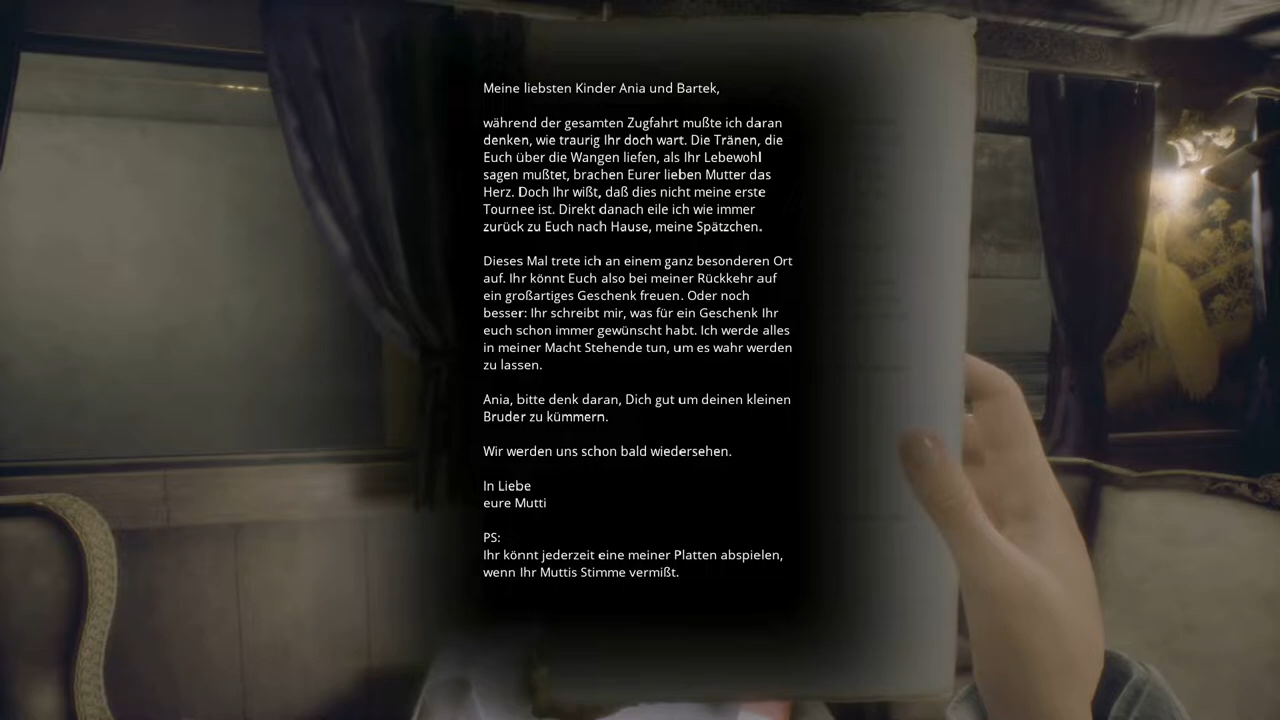 Meine liebsten Kinder Ania und Bartek,
während der gesamten Zugfahrt mußte ich daran
denken, wie traurig Ihr doch wart. Die Tränen, die
Euch über die Wangen liefen, als Ihr Lebewohl
sagen mußtet, brachen Eurer lieben Mutter das
Herz. Doch Ihr wißt, daß dies nicht meine erste
Tournee ist. Direkt danach eile ich wie immer
zurück zu Euch nach Hause, meine Spätzchen.
Dieses Mal trete ich an einem ganz besonderen Ort
auf. Ihr könnt Euch also bei meiner Rückkehr auf
ein großartiges Geschenk freuen. Oder noch
besser: Ihr schreibt mir, was für ein Geschenk Ihr
euch schon immer gewünscht habt. Ich werde alles
in meiner Macht Stehende tun, um es wahr werden
zu lassen.
Ania, bitte denk daran, Dich gut um deinen kleinen
Bruder zu kümmern.
Wir werden uns schon bald wiedersehen.
In Liebe
eure Mutti
PS:
Ihr könnt jederzeit eine meiner Platten abspielen,
wenn Ihr Muttis Stimme vermißt.